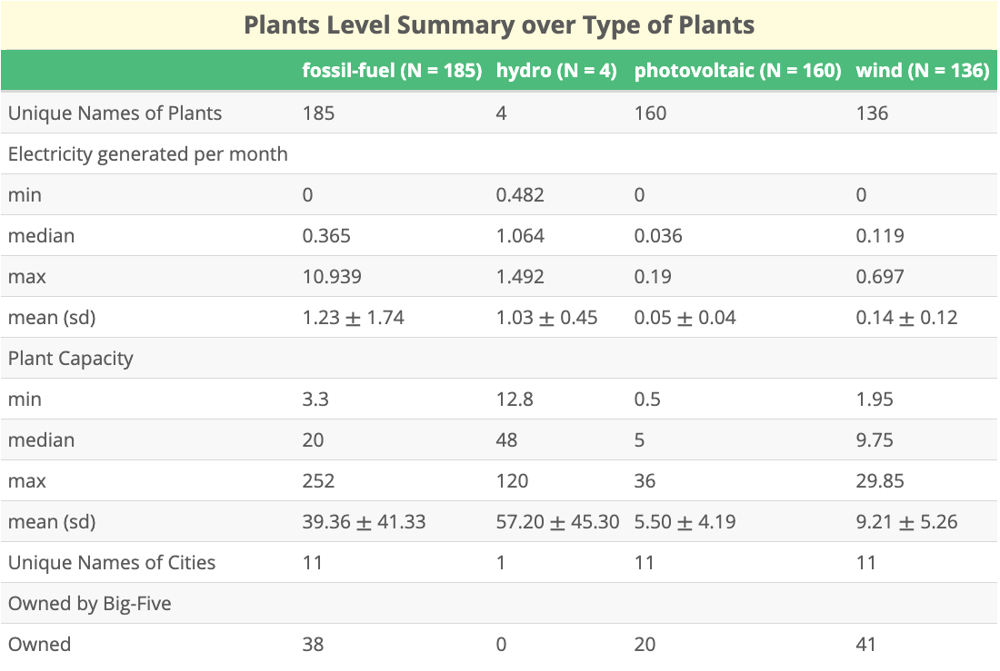 Plants Level Summary over Type of Plants
fossil-fuel (N = 185) hydro (N = 4) photovoltaic (N = 160) wind (N = 136)
Unique Names of Plants 185 4 160 136
Electricity generated per month
min 0 0.482 0 0
median 0.365 1.064 0.036 0.119
max 10.939 1.492 0.19 0.697
mean (sd) 1.23 ± 1.74 1.03 ± 0.45 0.05 ± 0.04 0.14 ± 0.12
Plant Capacity
min 3.3 12.8 0.5 1.95
median 20 48 5 9.75
max 252 120 36 29.85
mean (sd) 39.36 ± 41.33 57.20 ± 45.30 5.50 ± 4.19 9.21 ± 5.26
Unique Names of Cities 11 1 11 11
Owned by Big-Five
Owned 38 0 20 41